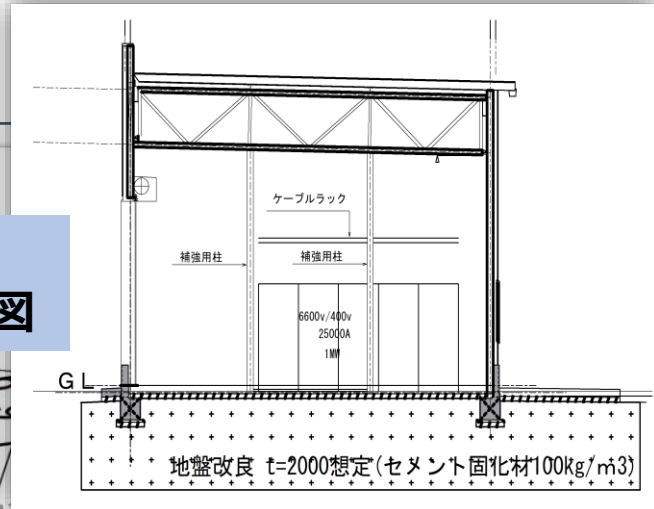 ケーブルラック
補強用柱
補強用柱
6600v/400v
25000A
1MW
図
GL
地盤改良 t=2000想定(セメント固化材100kg/m3)